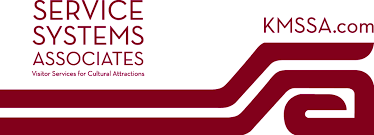 SERVICE
SYSTEMS
ASSOCIATES
Visitor Services for Cultural Attractions
KMSSA.com